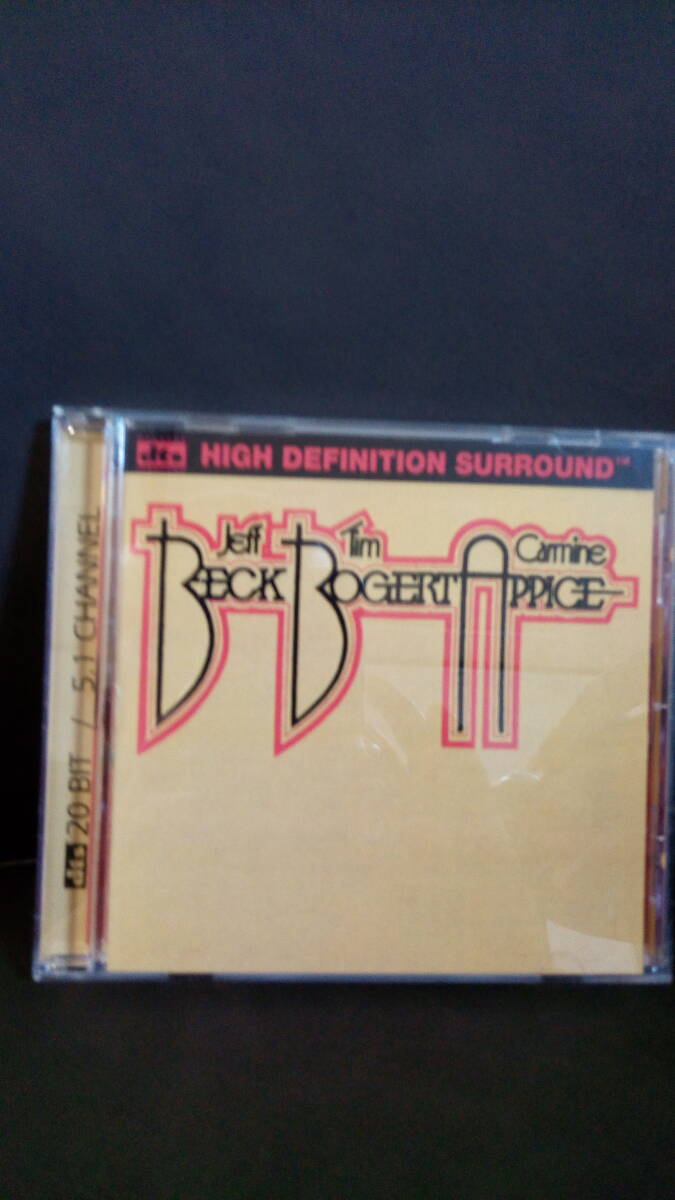 dts HIGH DEFINITION SURROUND™
Jeff Tim Carmine
BECK BOGERT APPICE
dts 20 BIT / 5.1 CHANNEL